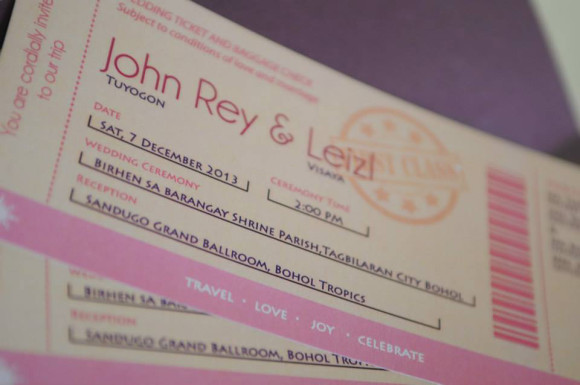 You are cordially invite
to our trip
WEDDING TICKET AND BAGGAGE CHECK
Subject to conditions of love and marriage
John Rey & Leizl
TUYOGON
VISAYA
DATE
SAT, 7 DECEMBER 2013
CEREMONY TIME
2:00 PM
WEDDING CEREMONY
BIRHEN SA BARANGAY SHRINE PARISH,TAGBILARAN CITY BOHOL
RECEPTION
SANDUGO GRAND BALLROOM, BOHOL TROPICS
TRAVEL · LOVE · JOY · CELEBRATE
BIRHEN SA
RECEPTION
SANDUGO GRAND BALLROOM, BOHOL